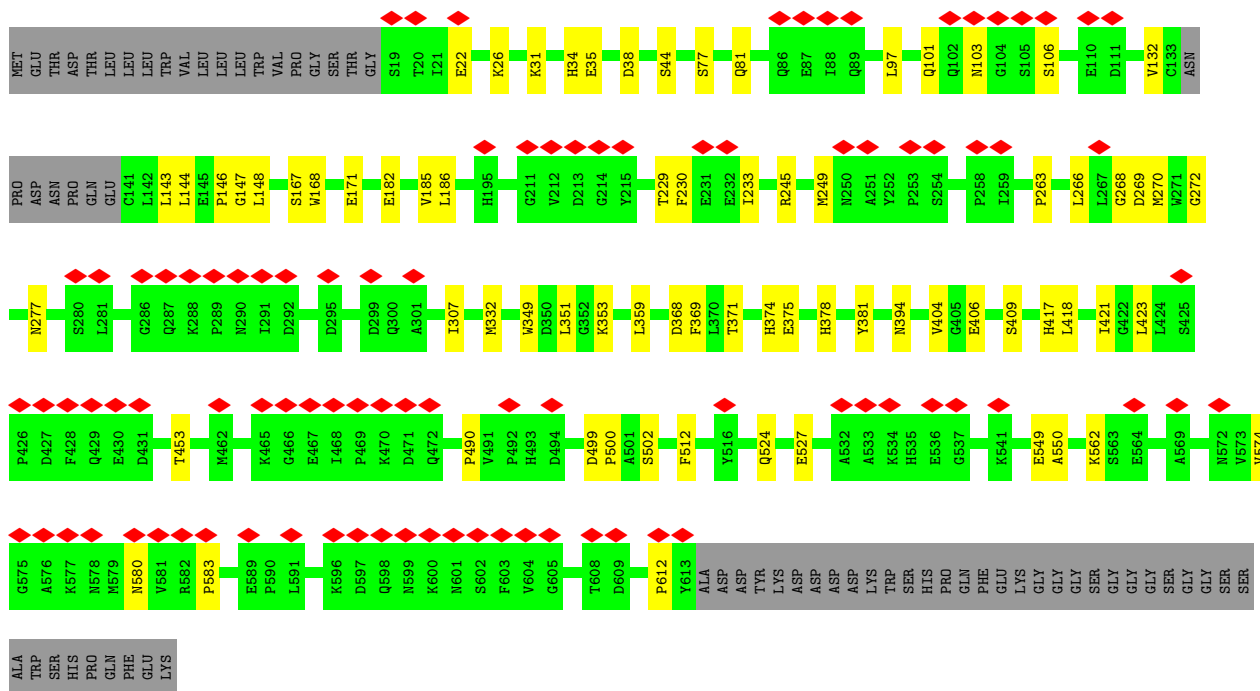 MET GLU THR ASP THR LEU LEU LEU TRP VAL LEU LEU LEU TRP VAL PRO GLY SER THR GLY S19 T20 I21 E22 K26 K31 H34 E35 D38 S44 S77 Q81 Q86 E87 I88 Q89 L97 Q101 Q102 N103 G104 S105 S106 E110 D111 V132 C133 ASN
PRO ASP ASN PRO GLN GLU C141 L142 L143 L144 E145 P146 G147 L148 S167 W168 E171 E182 V185 L186 H195 G211 V212 D213 G214 Y215 T229 F230 E231 E232 I233 R245 M249 N250 A251 Y252 P253 S254 P258 I259 P263 L266 L267 G268 D269 M270 W271 G272
N277 S280 L281 G286 Q287 K288 P289 N290 I291 D292 D295 D299 Q300 A301 I307 M332 W349 D350 L351 G352 K353 L359 D368 F369 L370 T371 H374 E375 H378 Y381 N394 V404 G405 E406 S409 H417 L418 I421 G422 L423 L424 S425
P426 D427 F428 Q429 E430 D431 T453 M462 K465 G466 E467 I468 P469 K470 D471 Q472 P490 V491 P492 H493 D494 D499 P500 A501 S502 F512 Y516 Q524 E527 A532 A533 K534 H535 E536 G537 K541 E549 A550 K562 S563 E564 A569 N572 V573 V574
G575 A576 K577 N578 M579 N580 V581 R582 P583 E589 P590 L591 K596 D597 Q598 N599 K600 N601 S602 F603 V604 G605 T608 D609 P612 Y613 ALA ASP ASP TYR LYS ASP ASP ASP ASP LYS TRP SER HIS PRO GLN PHE GLU LYS GLY GLY GLY SER GLY GLY GLY SER GLY GLY SER SER
ALA TRP SER HIS PRO GLN PHE GLU LYS